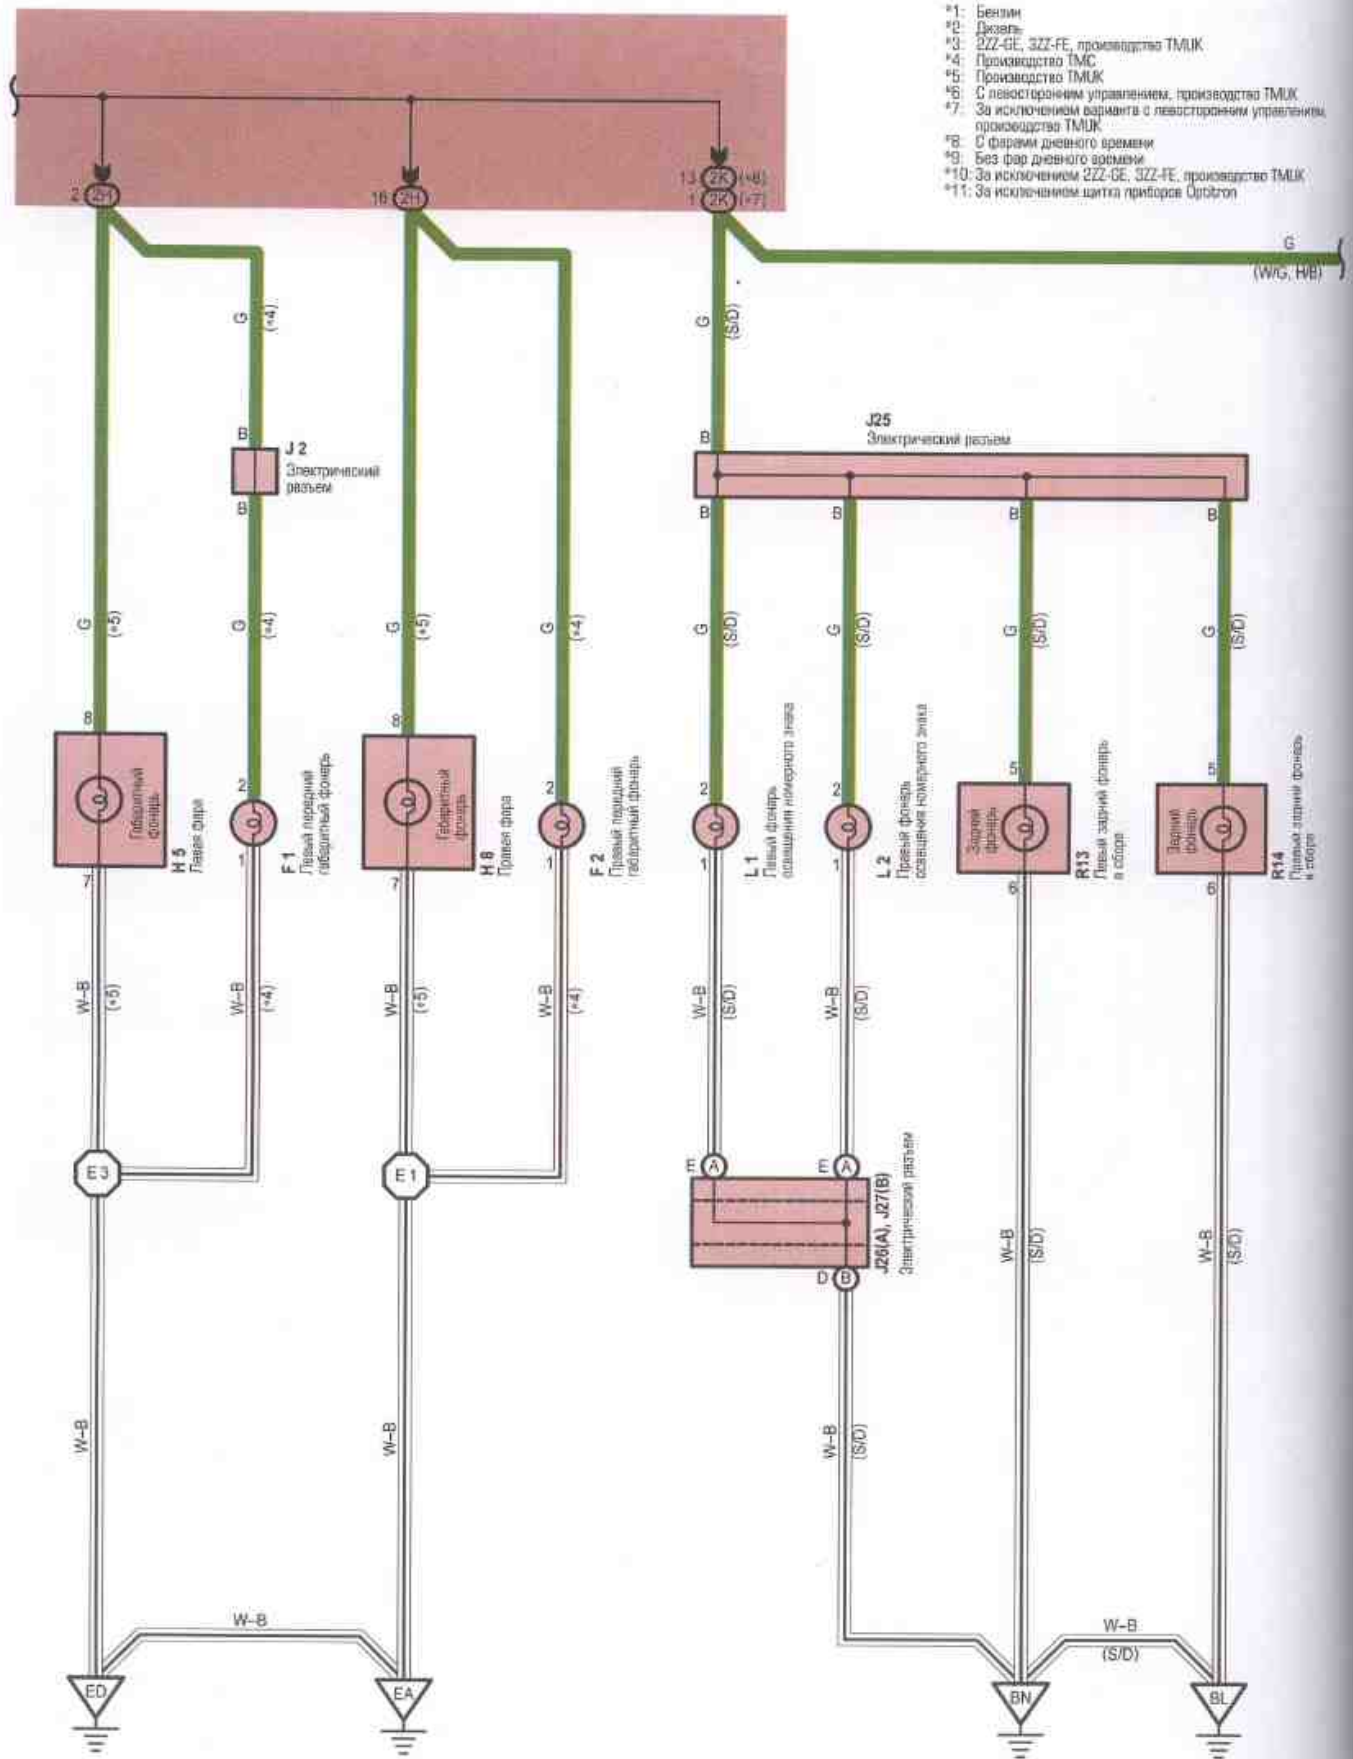 *1: Бензин
*2: Дизель
*3: 2ZZ-GE, 3ZZ-FE, производство TMUK
*4: Производство TMC
*5: Производство TMUK
*6: С левосторонним управлением, производство TMUK
*7: За исключением варианта с левосторонним управлением,
производство TMUK
*8: С фарами дневного времени
*9: Без фар дневного времени
*10: За исключением 2ZZ-GE, 3ZZ-FE, производство TMUK
*11: За исключением щитка приборов Optitron
2 2H
16 2H
13 2K (*6)
1 2K (*7)
G
(W/G, H/B)
G (*4)
G (S/D)
B
J 2
Электрический
разъем
B
J25
Электрический разъем
B
B
B
B
B
G (*5)
G (*4)
G (*5)
G (*4)
G (S/D)
G (S/D)
G (S/D)
G (S/D)
8
Габаритный
фонарь
H 5
Левая фара
7
2
F 1
Левый передний
габаритный фонарь
1
8
Габаритный
фонарь
H 8
Правая фара
7
2
F 2
Правый передний
габаритный фонарь
1
2
L 1
Левый фонарь
освещения номерного знака
1
2
L 2
Правый фонарь
освещения номерного знака
1
5
Задний
фонарь
R13
Левый задний фонарь
в сборе
6
5
Задний
фонарь
R14
Правый задний фонарь
в сборе
6
W–B (*5)
W–B (*4)
W–B (*5)
W–B (*4)
W–B (S/D)
W–B (S/D)
E3
E1
E A
E A
J26(A), J27(B)
Электрический разъем
D B
W–B (S/D)
W–B (S/D)
W–B
W–B
W–B (S/D)
W–B
W–B
(S/D)
ED
EA
BN
BL